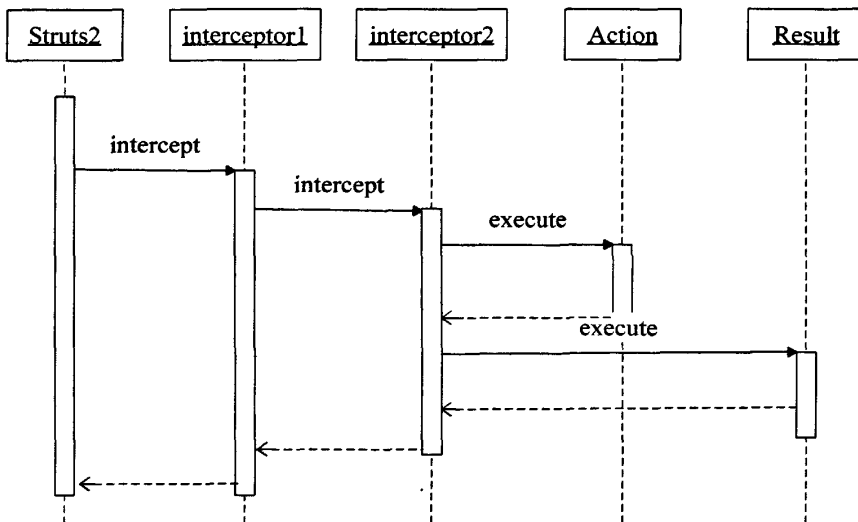 Struts2 interceptor1 interceptor2 Action Result
intercept
intercept
execute
execute